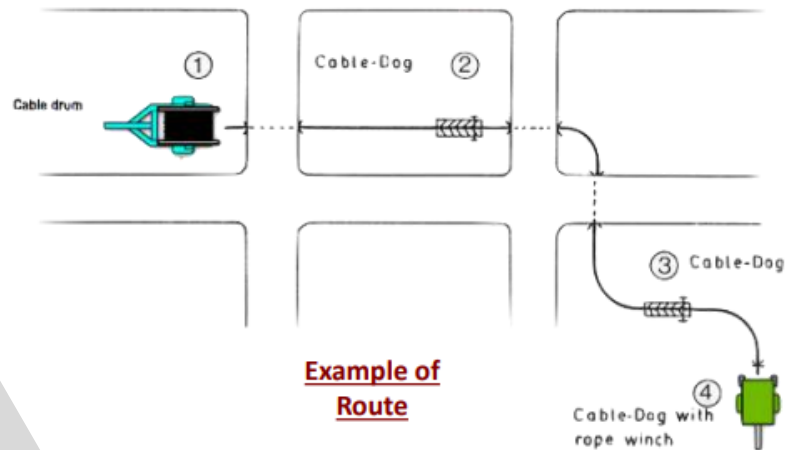 ①
Cable-Dog ②
Cable drum
③ Cable-Dog
Example of
Route
④
Cable-Dog with
rope winch